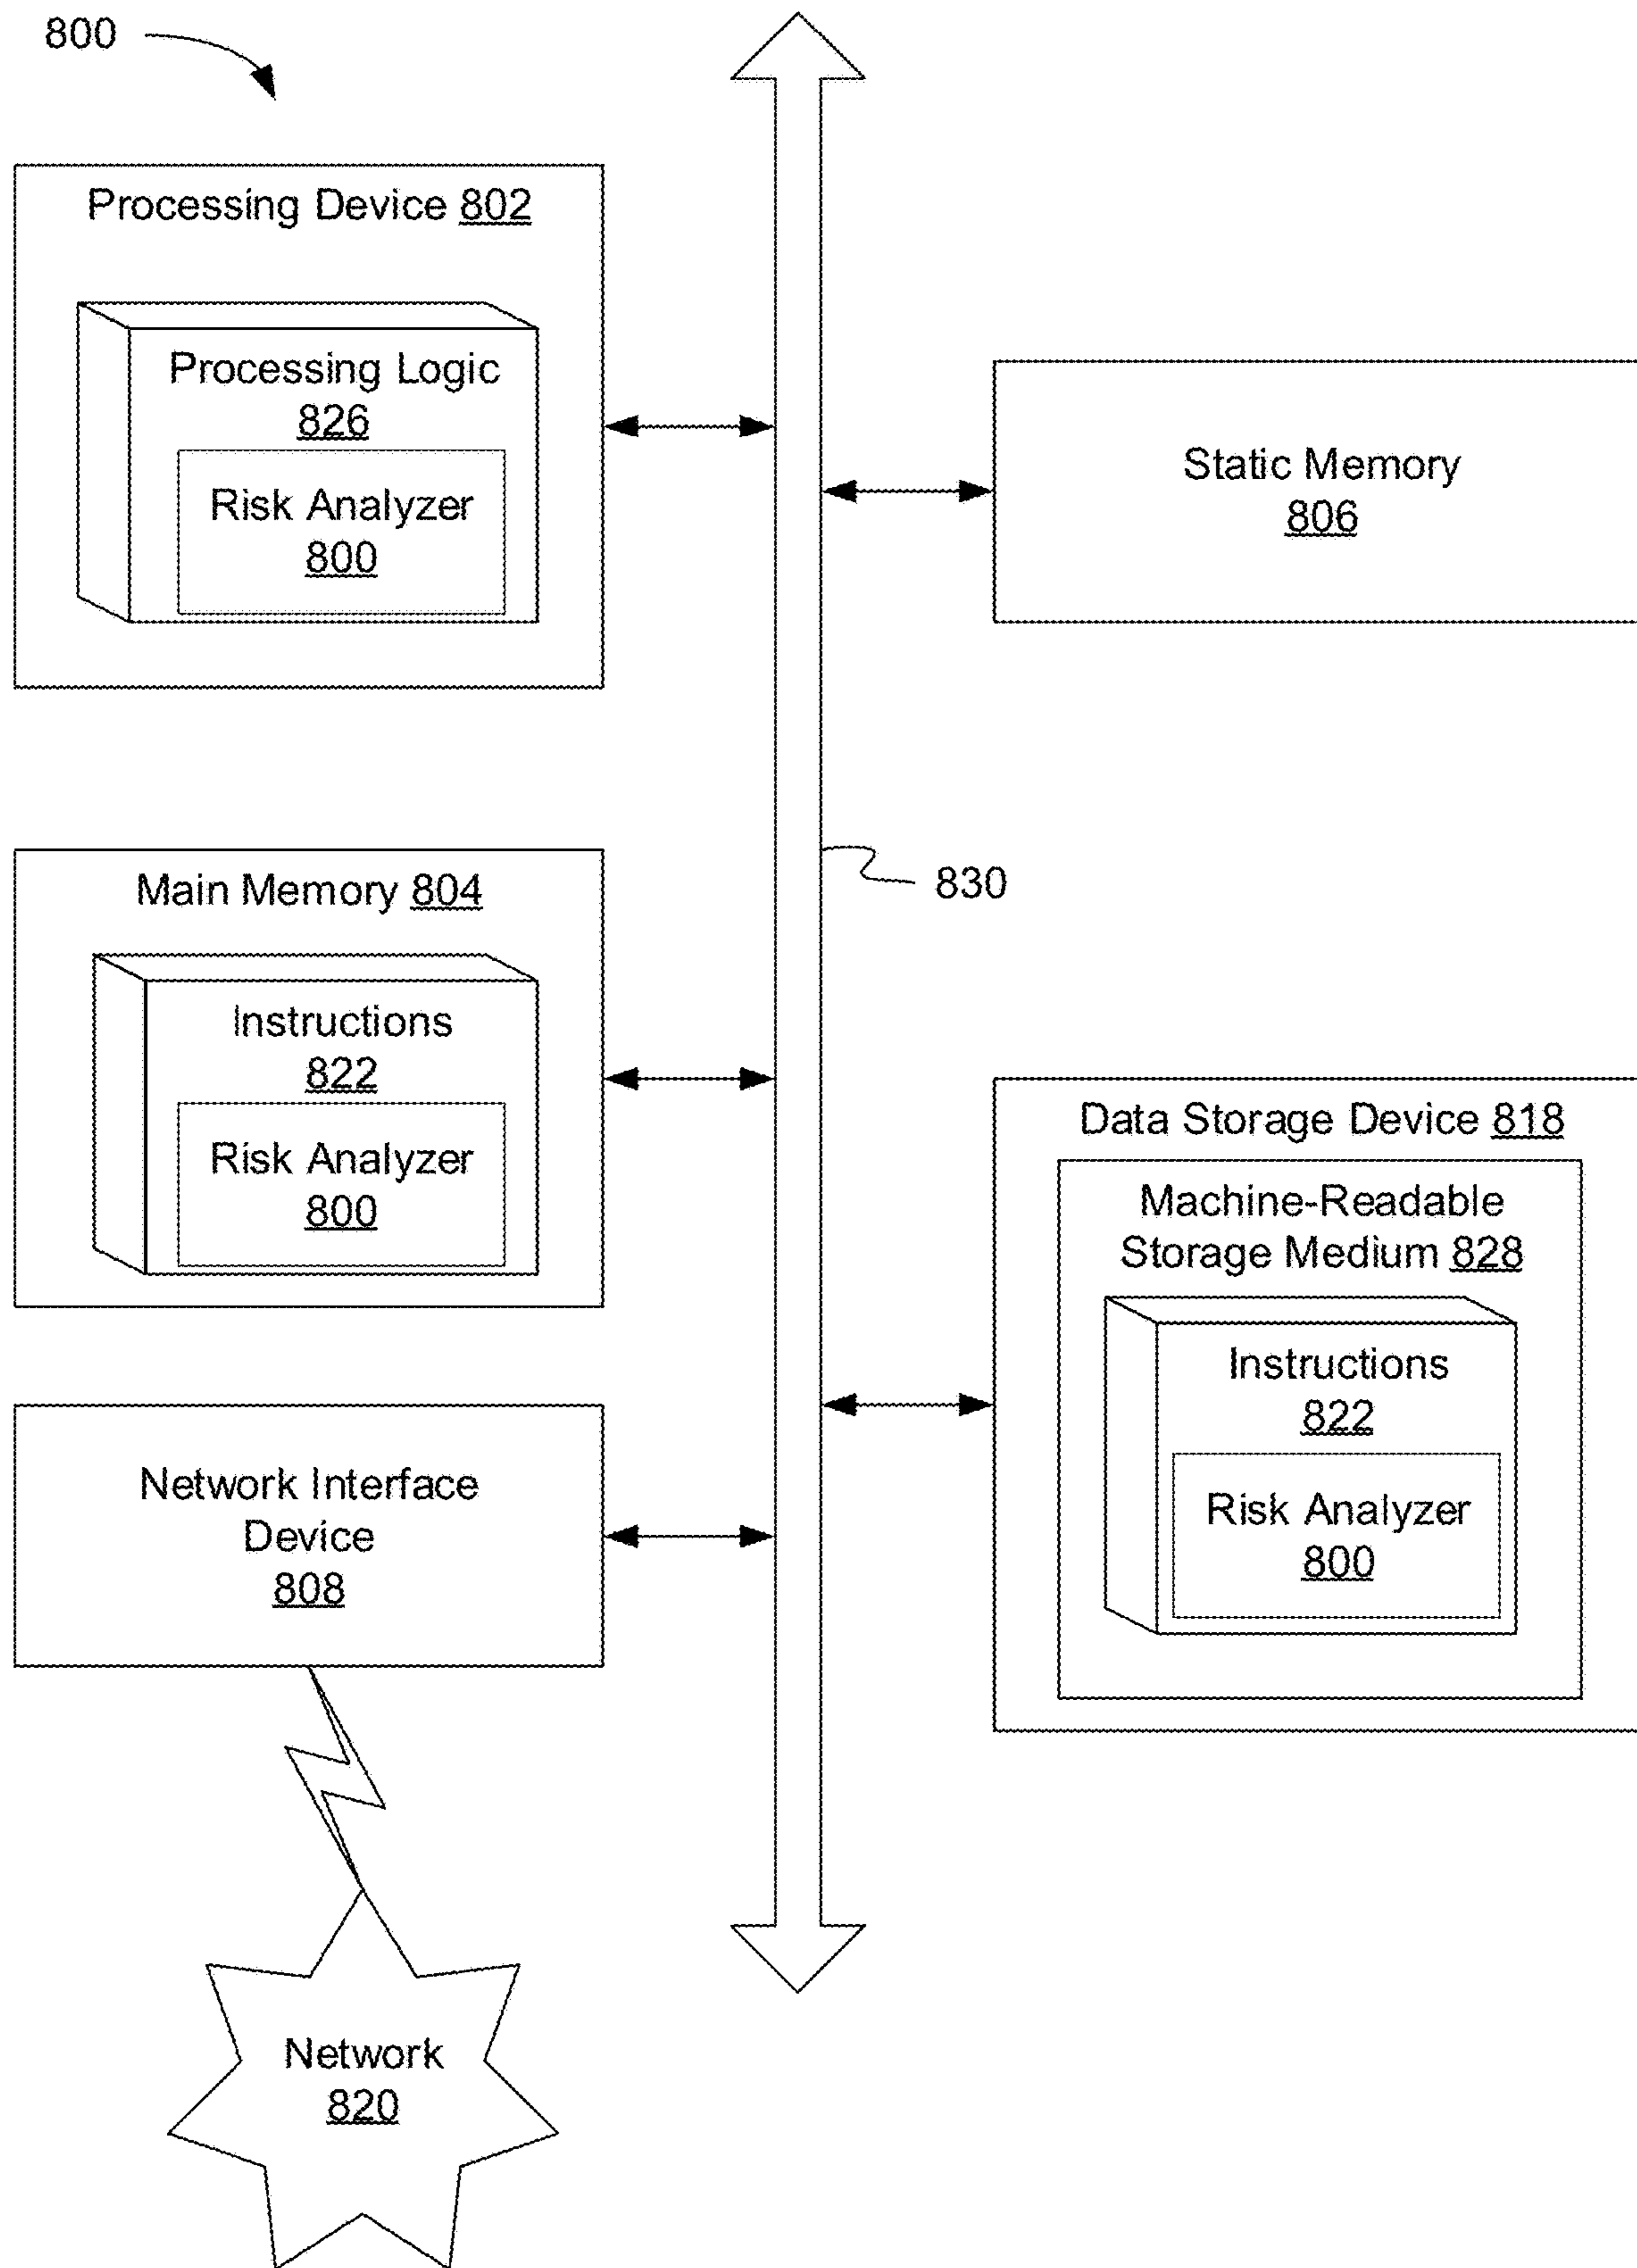 800
Processing Device 802
Processing Logic
826
Risk Analyzer
800
Static Memory
806
Main Memory 804
830
Instructions
822
Risk Analyzer
800
Data Storage Device 818
Machine-Readable
Storage Medium 828
Instructions
822
Risk Analyzer
800
Network Interface
Device
808
Network
820